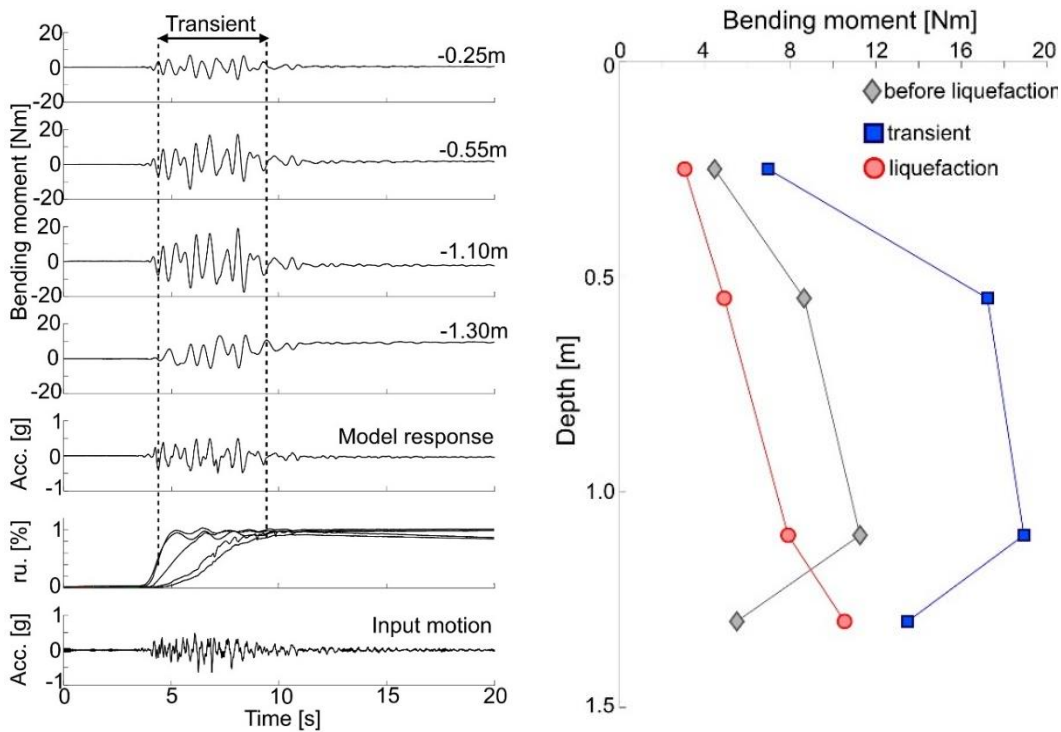 Transient
20
0
-20
-0.25m
20
0
-20
-0.55m
20
0
-20
-1.10m
20
0
-20
-1.30m
Bending moment [Nm]
1
0
-1
Acc. [g]
Model response
1
0
ru. [%]
1
0
-1
Acc. [g]
Input motion
0 5 10 15 20
Time [s]
Bending moment [Nm]
0 4 8 12 16 20
before liquefaction
transient
liquefaction
0
0.5
1.0
1.5
Depth [m]